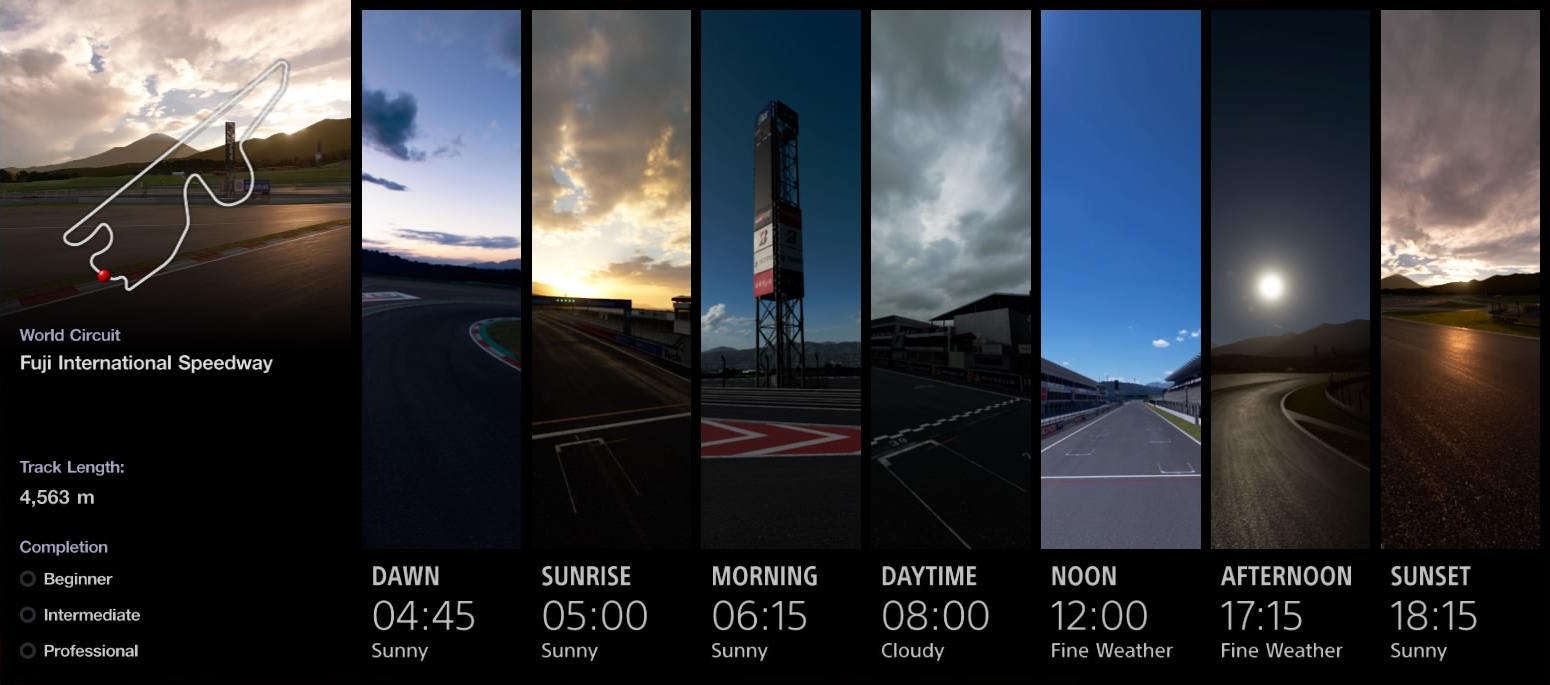 World Circuit
Fuji International Speedway
Track Length:
4,563 m
Completion
Beginner
Intermediate
Professional
DAWN
04:45
Sunny
SUNRISE
05:00
Sunny
MORNING
06:15
Sunny
DAYTIME
08:00
Cloudy
NOON
12:00
Fine Weather
AFTERNOON
17:15
Fine Weather
SUNSET
18:15
Sunny